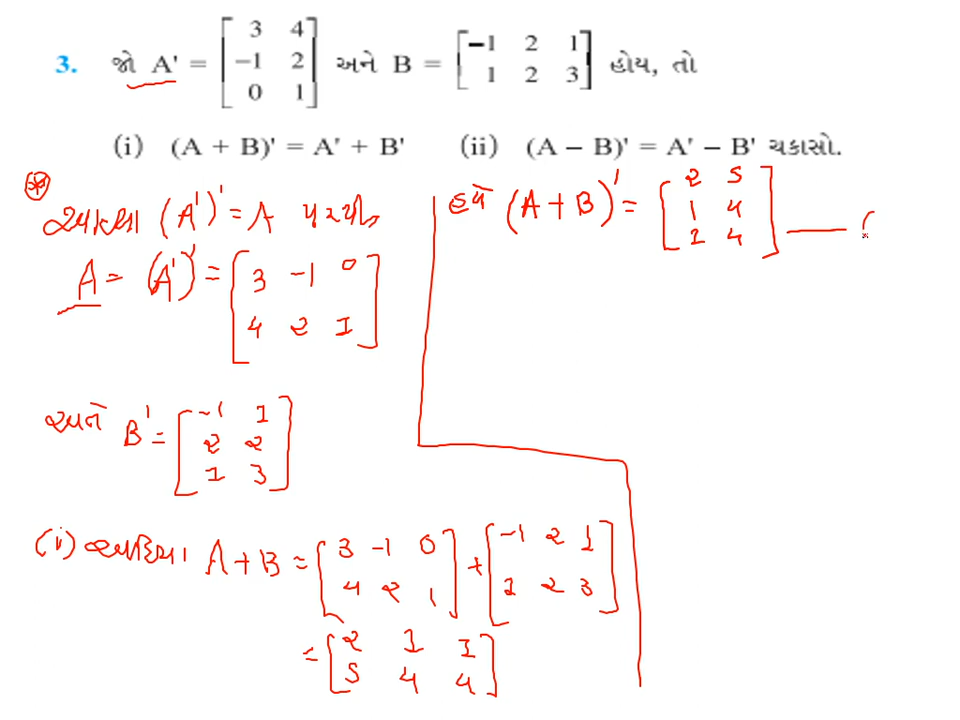 3. જો A' = [ 3 4 ; -1 2 ; 0 1 ] અને B = [ -1 2 1 ; 1 2 3 ] હોય, તો
(i) (A + B)' = A' + B' (ii) (A – B)' = A' – B' ચકાસો.
(A')' = A પરથી
A = (A')' = [ 3 -1 0 ; 4 2 1 ]
અને B' = [ -1 1 ; 2 2 ; 1 3 ]
(i) A + B = [ 3 -1 0 ; 4 2 1 ] + [ -1 2 1 ; 1 2 3 ]
= [ 2 1 1 ; 5 4 4 ]
હવે (A + B)' = [ 2 5 ; 1 4 ; 1 4 ] —